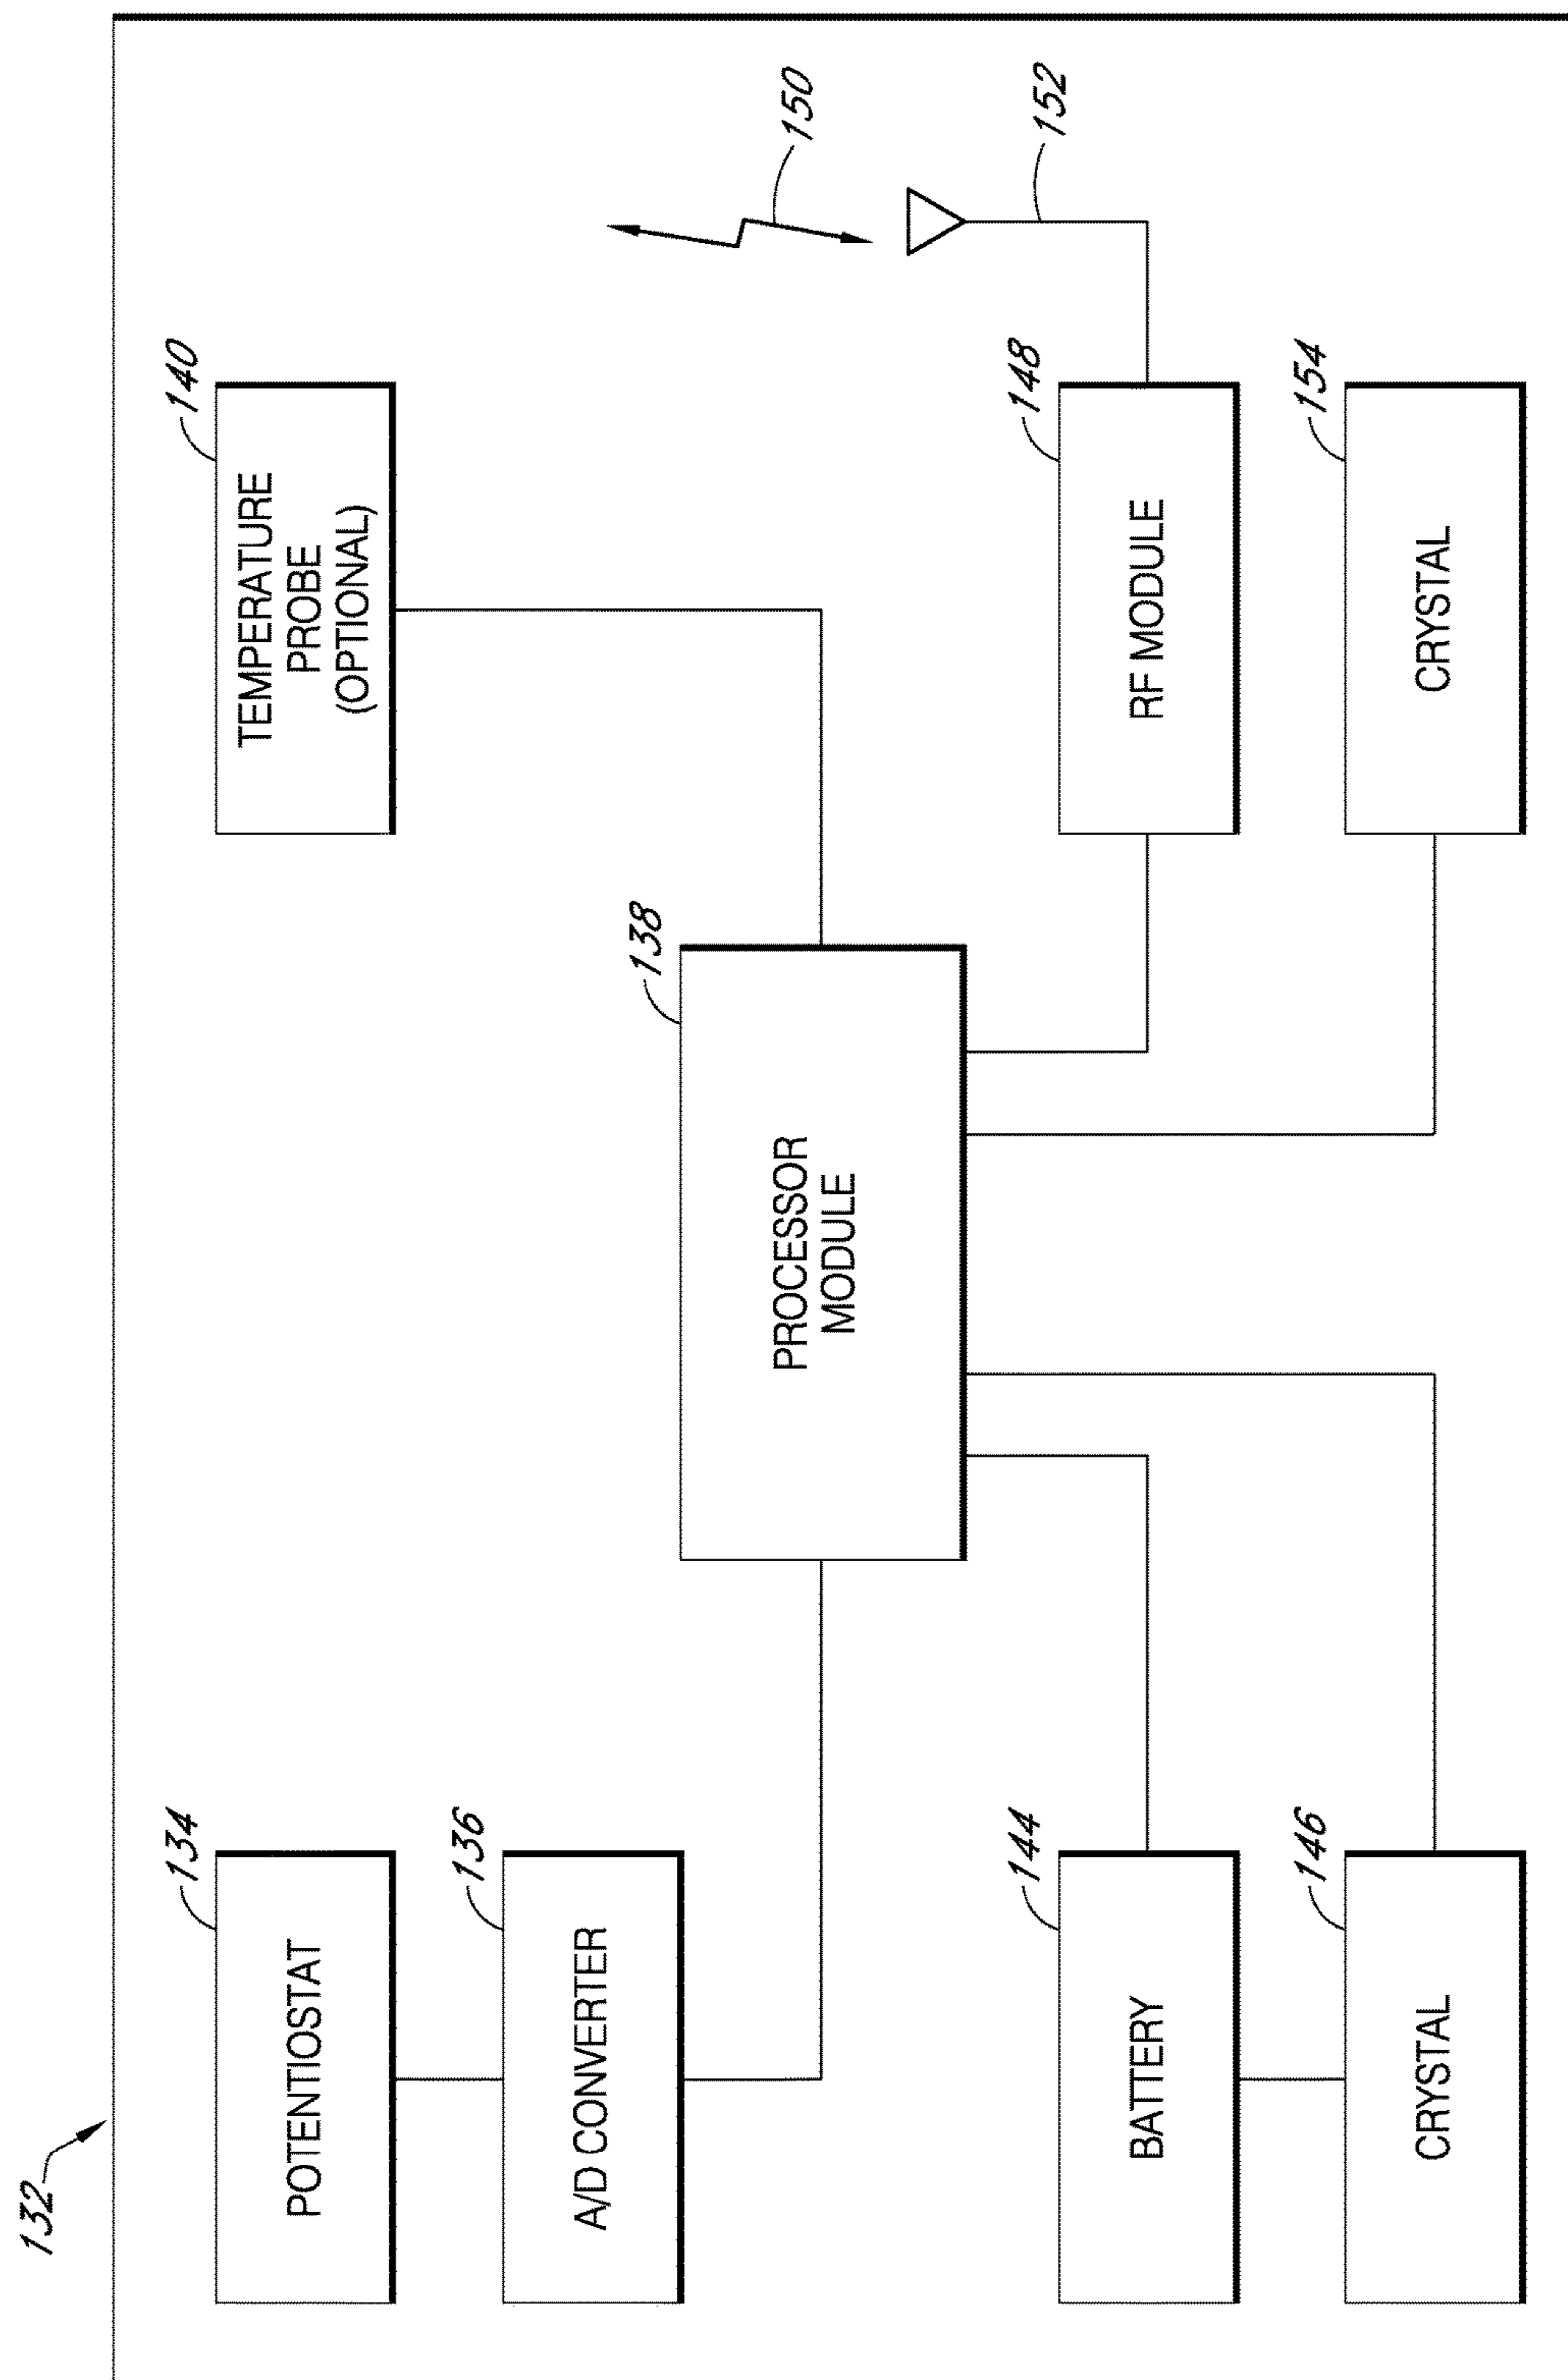 132
134
POTENTIOSTAT
136
A/D CONVERTER
138
PROCESSOR
MODULE
140
TEMPERATURE
PROBE
(OPTIONAL)
150
152
144
BATTERY
146
CRYSTAL
148
RF MODULE
154
CRYSTAL